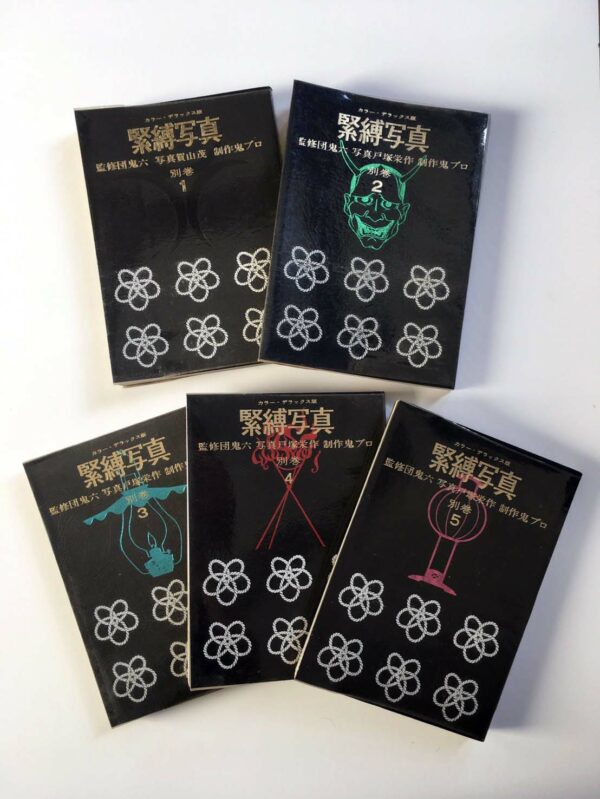 カラー・デラックス版
緊縛写真
監修団鬼六 写真賀山茂 制作鬼プロ
別巻
1
カラー・デラックス版
緊縛写真
監修団鬼六 写真戸塚栄作 制作鬼プロ
別巻
2
カラー・デラックス版
緊縛写真
監修団鬼六 写真戸塚栄作 制作鬼
別巻
3
カラー・デラックス版
緊縛写真
監修団鬼六 写真戸塚栄作 制作鬼プロ
別巻
4
カラー・デラックス版
緊縛写真
監修団鬼六 写真戸塚栄作 制作鬼プロ
別巻
5